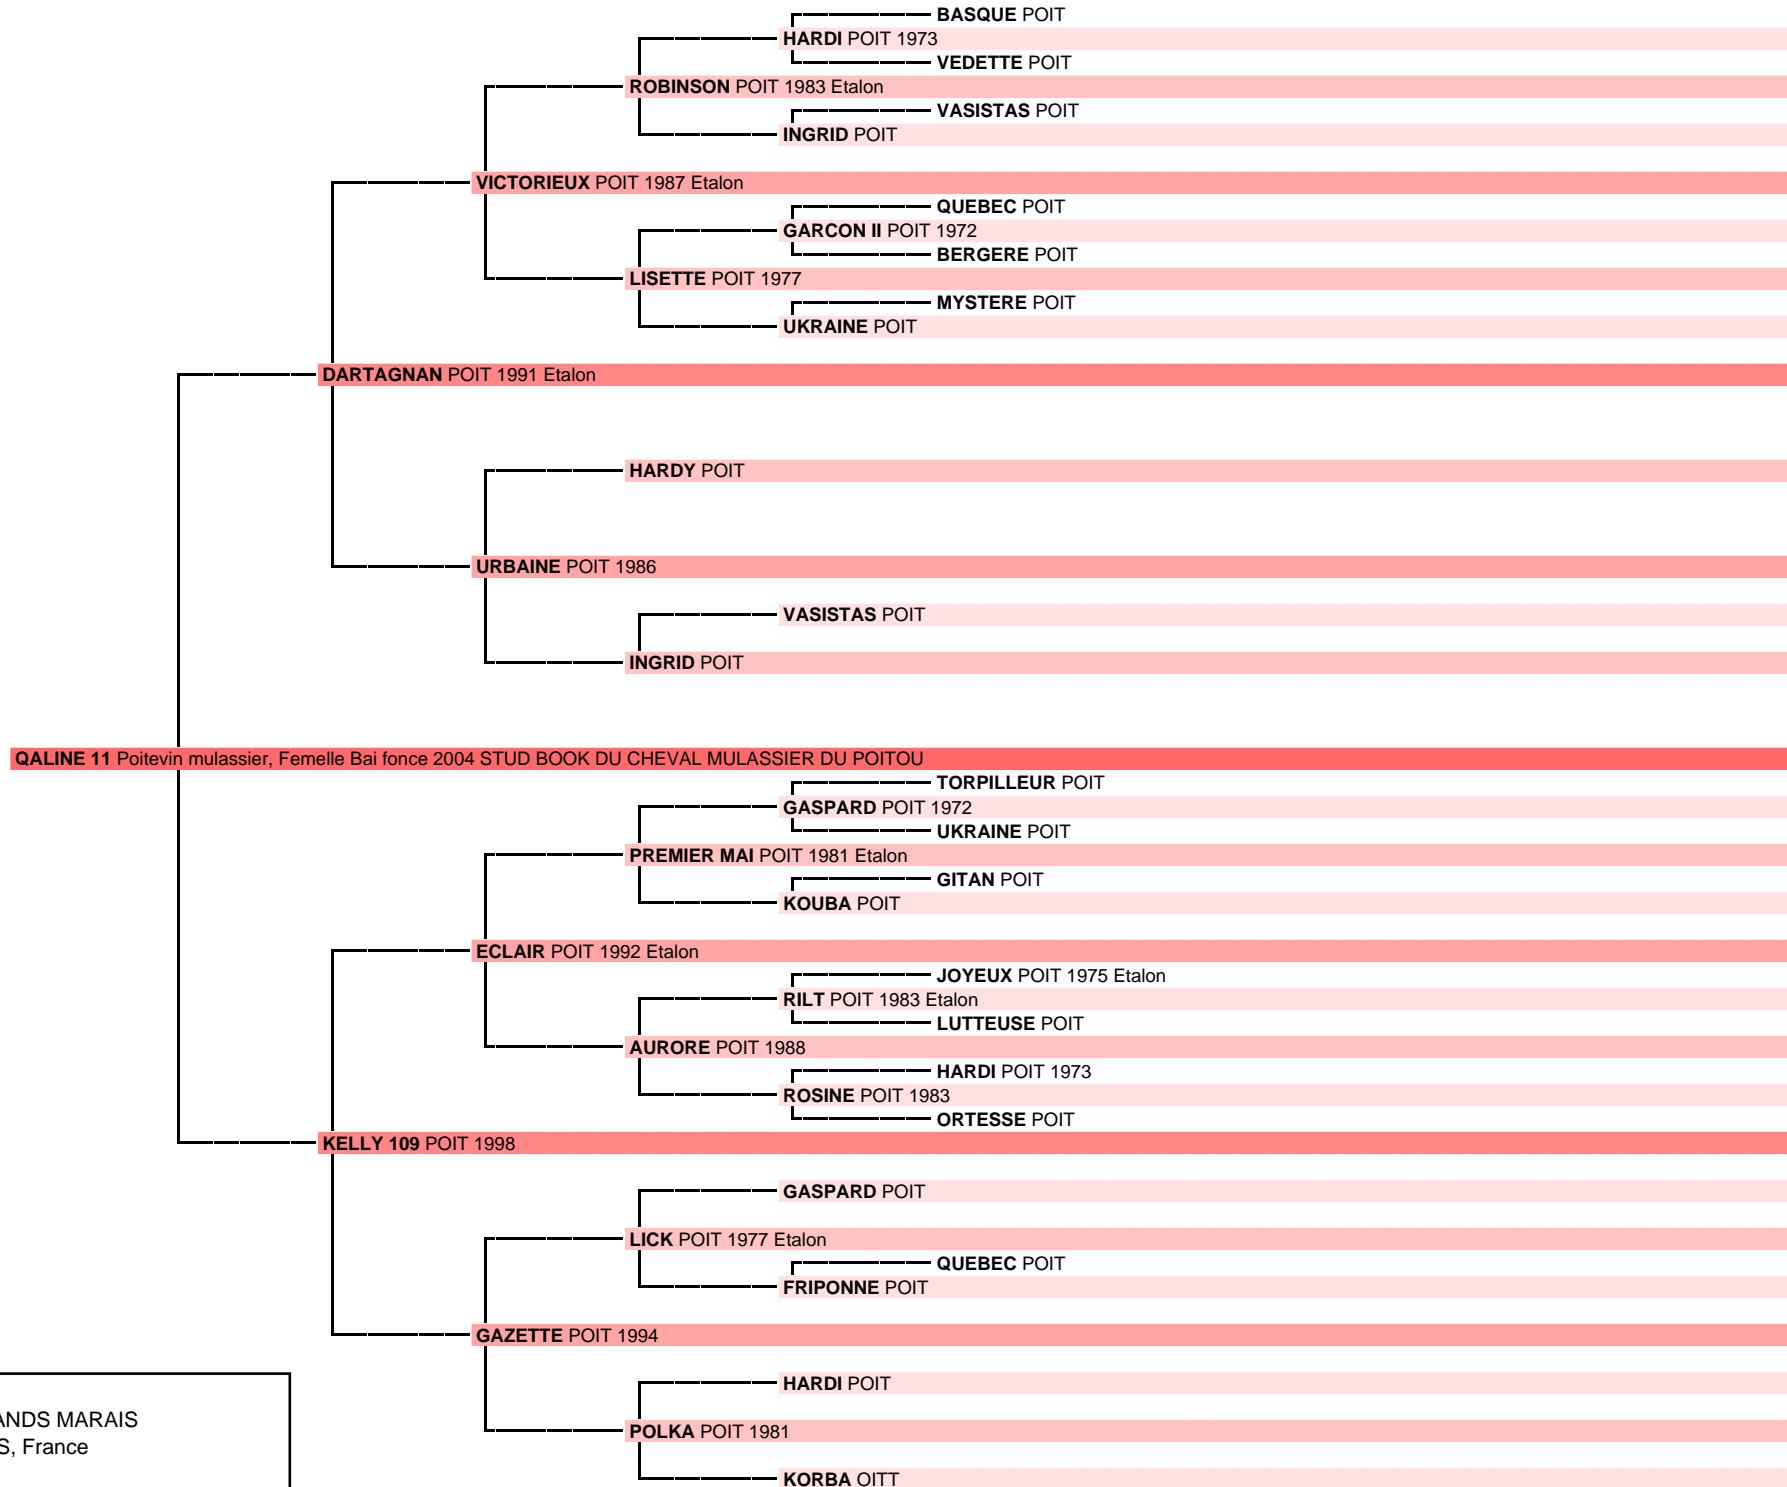 BASQUE POIT
HARDI POIT 1973
VEDETTE POIT
ROBINSON POIT 1983 Etalon
VASISTAS POIT
INGRID POIT
VICTORIEUX POIT 1987 Etalon
QUEBEC POIT
GARCON II POIT 1972
BERGERE POIT
LISETTE POIT 1977
MYSTERE POIT
UKRAINE POIT
DARTAGNAN POIT 1991 Etalon
HARDY POIT
URBAINE POIT 1986
VASISTAS POIT
INGRID POIT
QALINE 11 Poitevin mulassier, Femelle Bai fonce 2004 STUD BOOK DU CHEVAL MULASSIER DU POITOU
TORPILLEUR POIT
GASPARD POIT 1972
UKRAINE POIT
PREMIER MAI POIT 1981 Etalon
GITAN POIT
KOUBA POIT
ECLAIR POIT 1992 Etalon
JOYEUX POIT 1975 Etalon
RILT POIT 1983 Etalon
LUTTEUSE POIT
AURORE POIT 1988
HARDI POIT 1973
ROSINE POIT 1983
ORTESSE POIT
KELLY 109 POIT 1998
GASPARD POIT
LICK POIT 1977 Etalon
QUEBEC POIT
FRIPONNE POIT
GAZETTE POIT 1994
HARDI POIT
ANDS MARAIS
POLKA POIT 1981
S, France
KORBA OITT